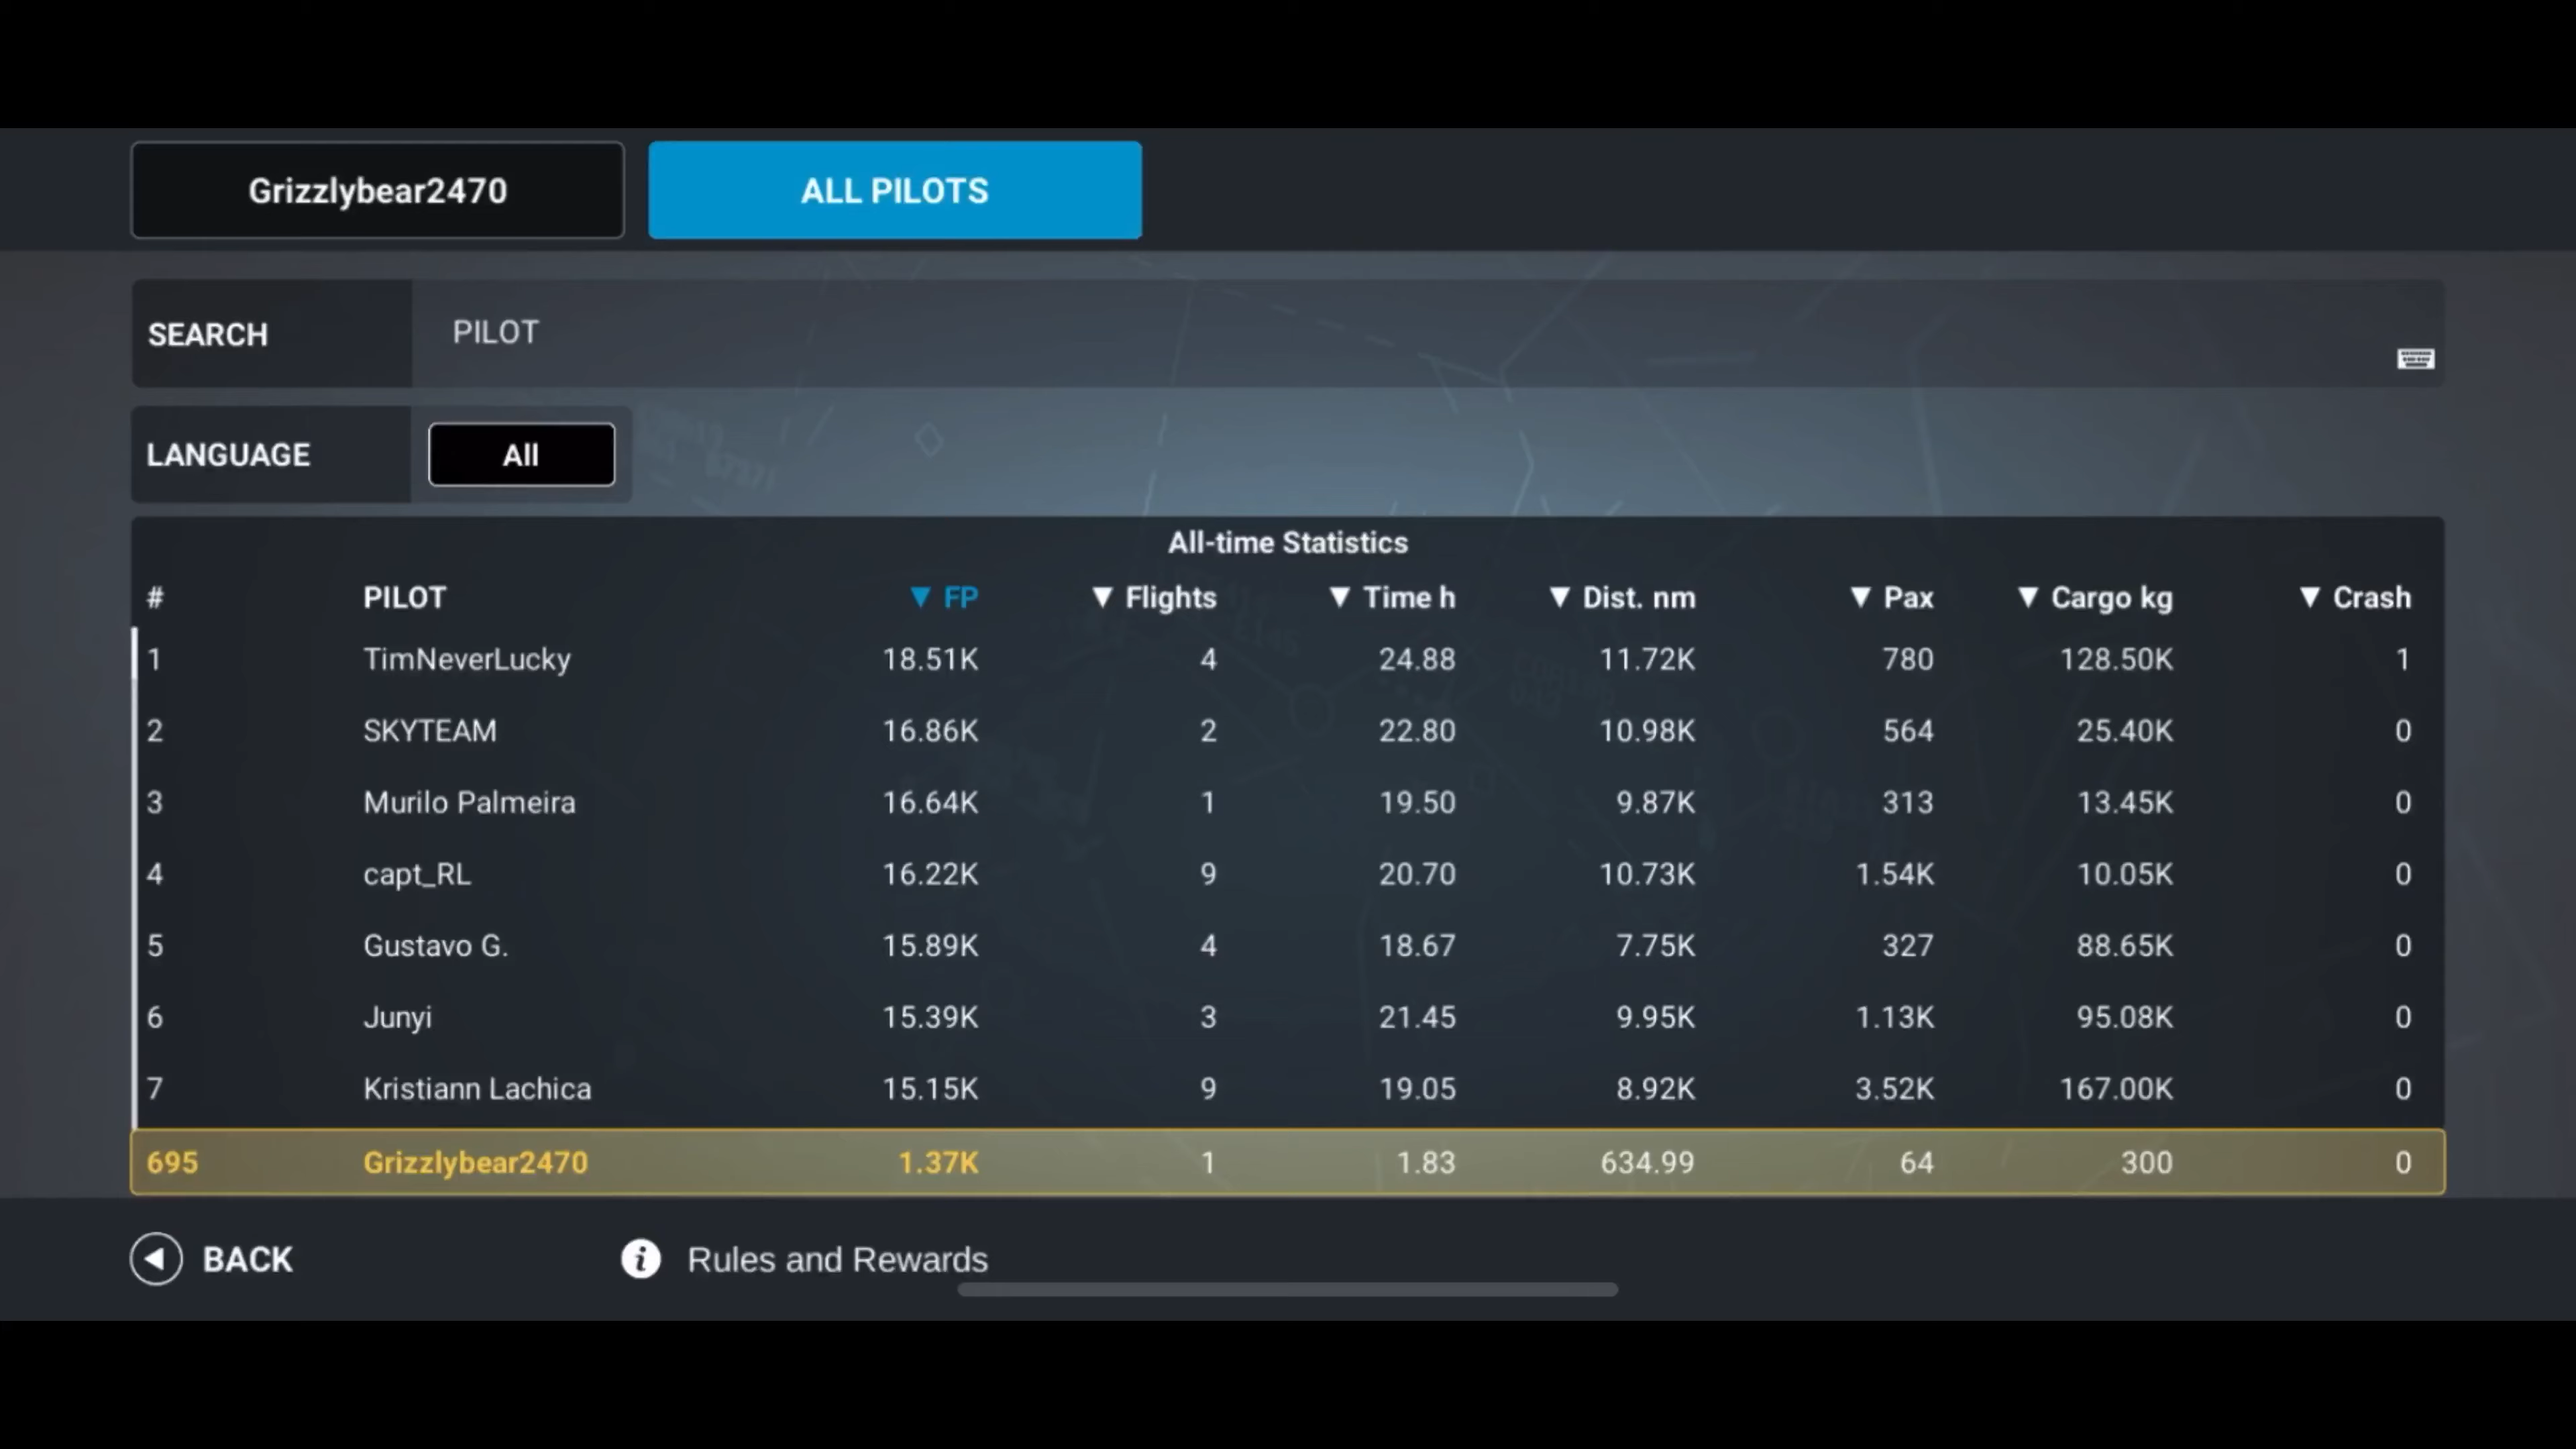 Grizzlybear2470 ALL PILOTS
SEARCH PILOT
LANGUAGE All
All-time Statistics
# PILOT ▼ FP ▼ Flights ▼ Time h ▼ Dist. nm ▼ Pax ▼ Cargo kg ▼ Crash
1 TimNeverLucky 18.51K 4 24.88 11.72K 780 128.50K 1
2 SKYTEAM 16.86K 2 22.80 10.98K 564 25.40K 0
3 Murilo Palmeira 16.64K 1 19.50 9.87K 313 13.45K 0
4 capt_RL 16.22K 9 20.70 10.73K 1.54K 10.05K 0
5 Gustavo G. 15.89K 4 18.67 7.75K 327 88.65K 0
6 Junyi 15.39K 3 21.45 9.95K 1.13K 95.08K 0
7 Kristiann Lachica 15.15K 9 19.05 8.92K 3.52K 167.00K 0
695 Grizzlybear2470 1.37K 1 1.83 634.99 64 300 0
BACK Rules and Rewards